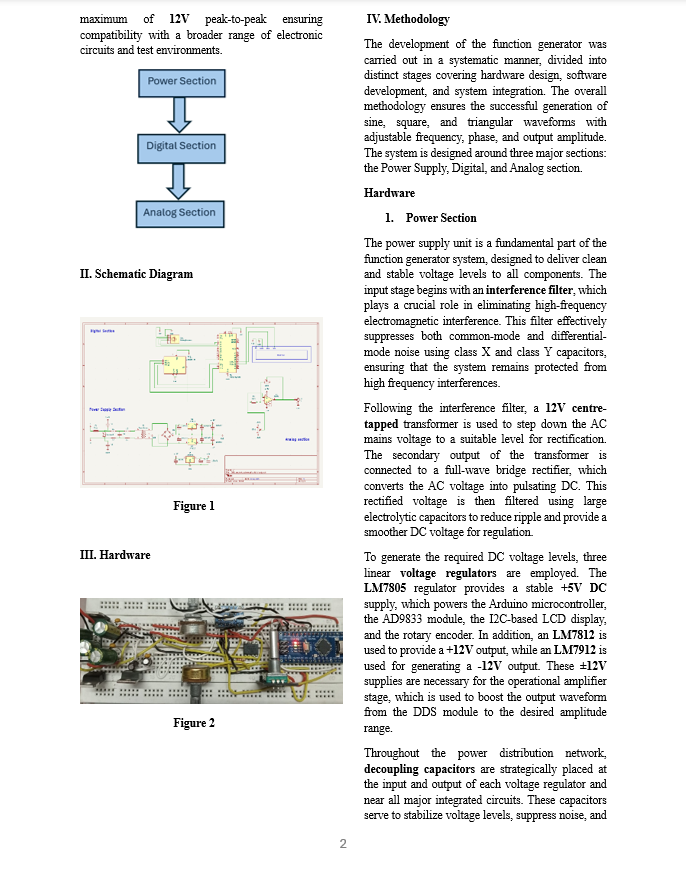 maximum of 12V peak-to-peak ensuring
compatibility with a broader range of electronic
circuits and test environments.
Power Section
Digital Section
Analog Section
II. Schematic Diagram
Digital Section
Power Supply Section
Analog section
Figure 1
III. Hardware
Figure 2
IV. Methodology
The development of the function generator was
carried out in a systematic manner, divided into
distinct stages covering hardware design, software
development, and system integration. The overall
methodology ensures the successful generation of
sine, square, and triangular waveforms with
adjustable frequency, phase, and output amplitude.
The system is designed around three major sections:
the Power Supply, Digital, and Analog section.
Hardware
1. Power Section
The power supply unit is a fundamental part of the
function generator system, designed to deliver clean
and stable voltage levels to all components. The
input stage begins with an interference filter, which
plays a crucial role in eliminating high-frequency
electromagnetic interference. This filter effectively
suppresses both common-mode and differential-
mode noise using class X and class Y capacitors,
ensuring that the system remains protected from
high frequency interferences.
Following the interference filter, a 12V centre-
tapped transformer is used to step down the AC
mains voltage to a suitable level for rectification.
The secondary output of the transformer is
connected to a full-wave bridge rectifier, which
converts the AC voltage into pulsating DC. This
rectified voltage is then filtered using large
electrolytic capacitors to reduce ripple and provide a
smoother DC voltage for regulation.
To generate the required DC voltage levels, three
linear voltage regulators are employed. The
LM7805 regulator provides a stable +5V DC
supply, which powers the Arduino microcontroller,
the AD9833 module, the I2C-based LCD display,
and the rotary encoder. In addition, an LM7812 is
used to provide a +12V output, while an LM7912 is
used for generating a -12V output. These ±12V
supplies are necessary for the operational amplifier
stage, which is used to boost the output waveform
from the DDS module to the desired amplitude
range.
Throughout the power distribution network,
decoupling capacitors are strategically placed at
the input and output of each voltage regulator and
near all major integrated circuits. These capacitors
serve to stabilize voltage levels, suppress noise, and
2